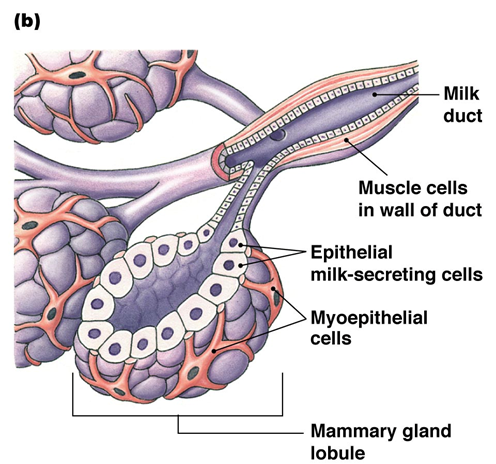 (b)
Milk
duct
Muscle cells
in wall of duct
Epithelial
milk-secreting cells
Myoepithelial
cells
Mammary gland
lobule